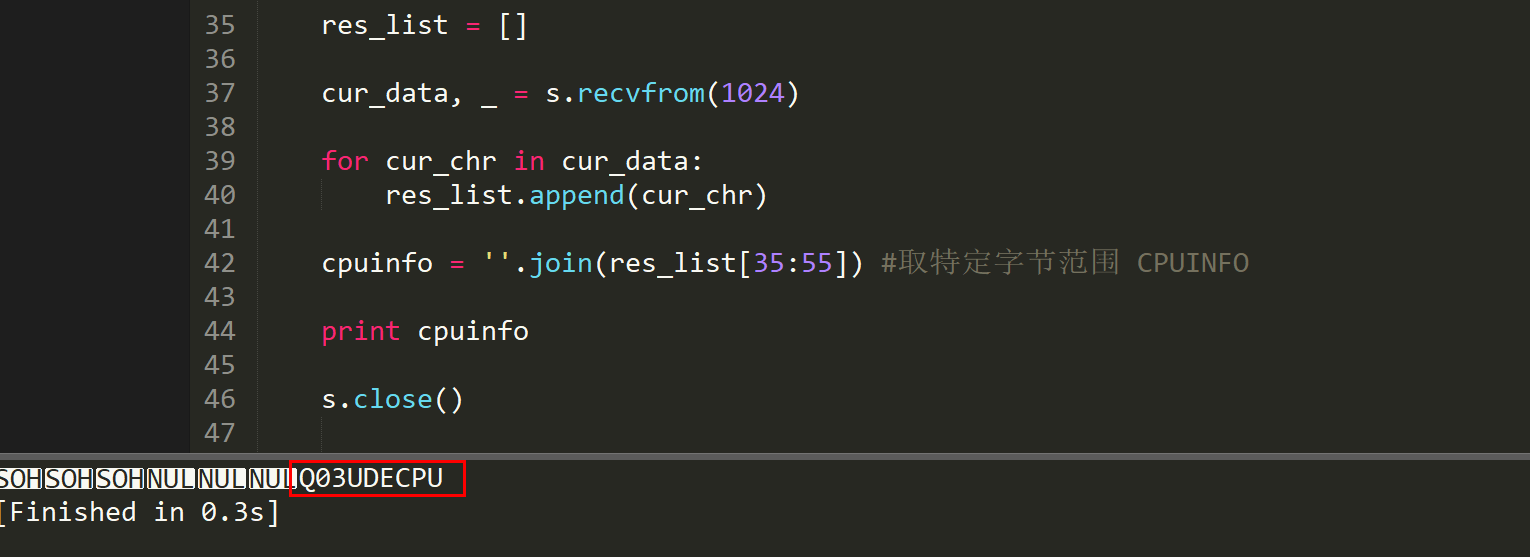 35 res_list = []
36
37 cur_data, _ = s.recvfrom(1024)
38
39 for cur_chr in cur_data:
40 res_list.append(cur_chr)
41
42 cpuinfo = ''.join(res_list[35:55]) #取特定字节范围 CPUINFO
43
44 print cpuinfo
45
46 s.close()
47
SOHSOHSOHNULNULNULQ03UDECPU
[Finished in 0.3s]